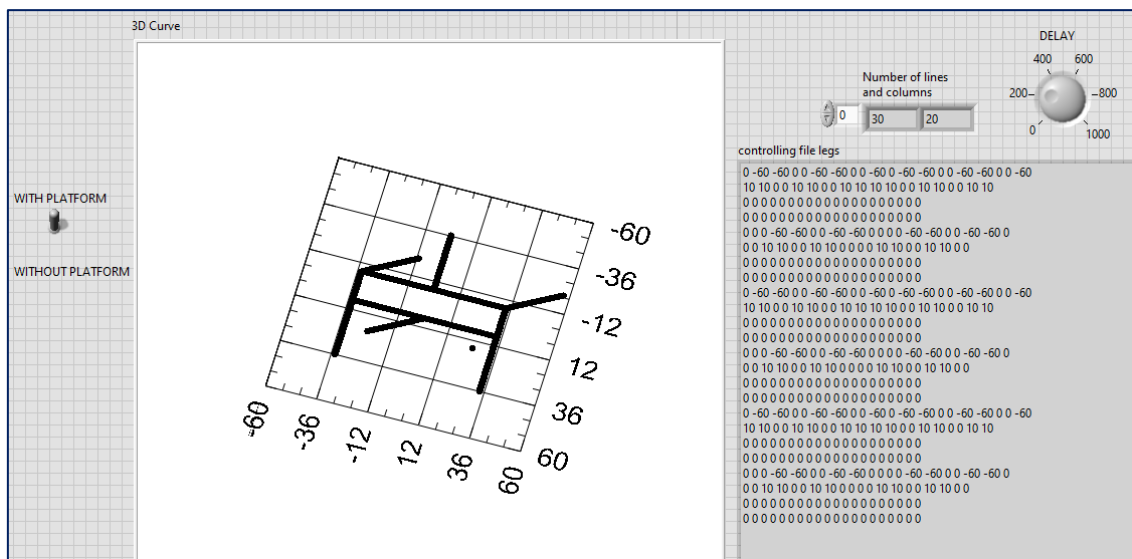 3D Curve
DELAY
400 600
200 800
0 1000
Number of lines
and columns
0 30 20
controlling file legs
0 -60 -60 0 0 -60 -60 0 0 -60 0 -60 -60 0 0 -60 -60 0 0 -60
10 10 0 0 10 10 0 0 10 10 10 10 0 0 10 10 0 0 10 10
0 0 0 0 0 0 0 0 0 0 0 0 0 0 0 0 0 0 0 0
0 0 0 0 0 0 0 0 0 0 0 0 0 0 0 0 0 0 0 0
0 0 0 -60 -60 0 0 -60 -60 0 0 0 0 -60 -60 0 0 -60 -60 0
0 0 10 10 0 0 10 10 0 0 0 0 10 10 0 0 10 10 0 0
0 0 0 0 0 0 0 0 0 0 0 0 0 0 0 0 0 0 0 0
0 0 0 0 0 0 0 0 0 0 0 0 0 0 0 0 0 0 0 0
0 -60 -60 0 0 -60 -60 0 0 -60 0 -60 -60 0 0 -60 -60 0 0 -60
10 10 0 0 10 10 0 0 10 10 10 10 0 0 10 10 0 0 10 10
0 0 0 0 0 0 0 0 0 0 0 0 0 0 0 0 0 0 0 0
0 0 0 0 0 0 0 0 0 0 0 0 0 0 0 0 0 0 0 0
0 0 0 -60 -60 0 0 -60 -60 0 0 0 0 -60 -60 0 0 -60 -60 0
0 0 10 10 0 0 10 10 0 0 0 0 10 10 0 0 10 10 0 0
0 0 0 0 0 0 0 0 0 0 0 0 0 0 0 0 0 0 0 0
0 0 0 0 0 0 0 0 0 0 0 0 0 0 0 0 0 0 0 0
0 -60 -60 0 0 -60 -60 0 0 -60 0 -60 -60 0 0 -60 -60 0 0 -60
10 10 0 0 10 10 0 0 10 10 10 10 0 0 10 10 0 0 10 10
0 0 0 0 0 0 0 0 0 0 0 0 0 0 0 0 0 0 0 0
0 0 0 0 0 0 0 0 0 0 0 0 0 0 0 0 0 0 0 0
0 0 0 -60 -60 0 0 -60 -60 0 0 0 0 -60 -60 0 0 -60 -60 0
0 0 10 10 0 0 10 10 0 0 0 0 10 10 0 0 10 10 0 0
0 0 0 0 0 0 0 0 0 0 0 0 0 0 0 0 0 0 0 0
0 0 0 0 0 0 0 0 0 0 0 0 0 0 0 0 0 0 0 0
WITH PLATFORM
WITHOUT PLATFORM
-60
-36
-12
12
36
60
-60
-36
-12
12
36
60